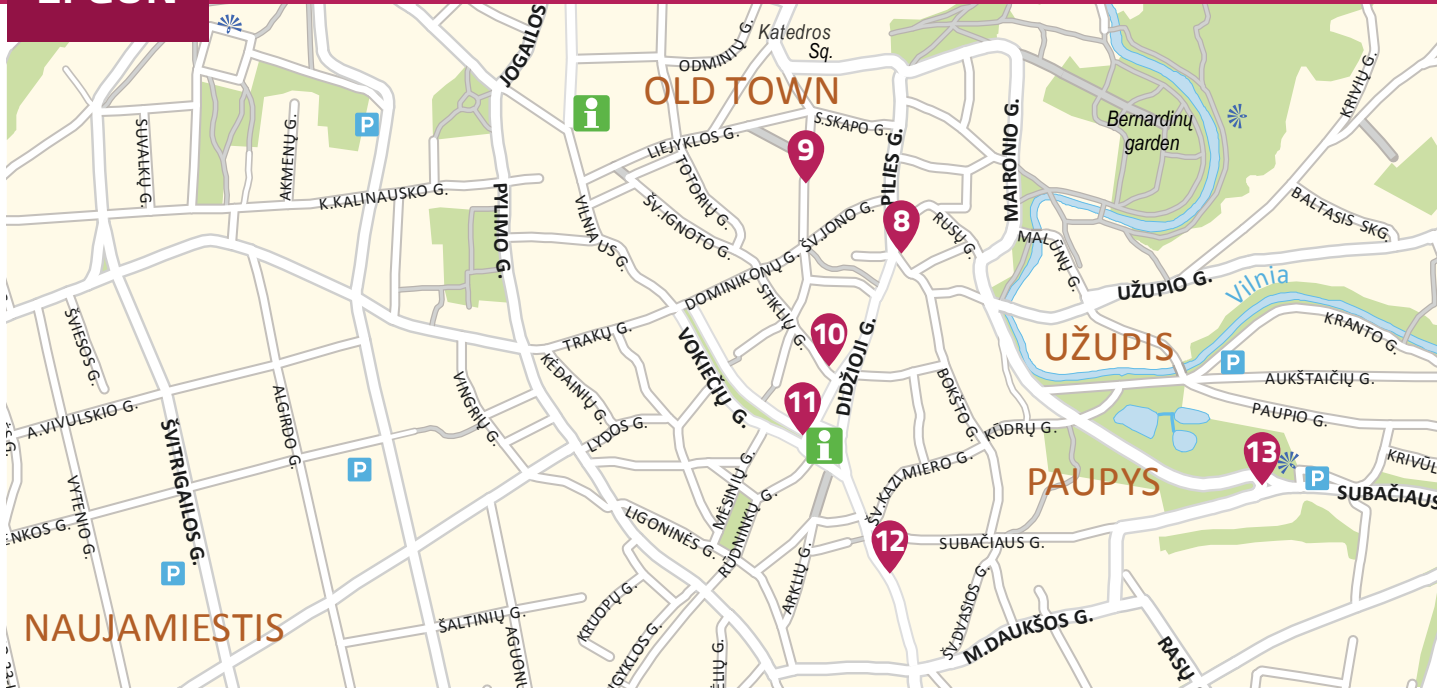 JOGAILOS
ODMINIŲ G.
Katedros
Sq.
OLD TOWN
KRIVIŲ G.
P
i
SUVALKŲ G.
AKMENŲ G.
LIEJYKLOS G.
S.SKAPO G.
PILIES G.
MAIRONIO G.
Bernardinų
garden
9
TOTORIŲ G.
K.KALINAUSKO G.
PYLIMO G.
VILNIAUS G.
ŠV.IGNOTO G.
ŠV.JONO G.
8
RUSŲ G.
BALTASIS SKG.
MALŪNŲ G.
UŽUPIO G.
Vilnia
DOMINIKONŲ G.
STIKLIŲ G.
10
DIDŽIOJI G.
UŽUPIS
KRANTO G.
ŠVIESOS G.
TRAKŲ G.
VOKIEČIŲ G.
P
AUKŠTAIČIŲ G.
PAUPIO G.
A.VIVULSKIO G.
ALGIRDO G.
VINGRIŲ G.
KĖDAINIŲ G.
LYDOS G.
11
i
BOKŠTO G.
KŪDRŲ G.
ŠVITRIGAILOS G.
P
MĖSINIŲ G.
ŠV.KAZIMIERO G.
PAUPYS
13
P
SUBAČIAUS
VYTENIO G.
LIGONINĖS G.
RŪDNINKŲ G.
12
SUBAČIAUS G.
P
ARKLIŲ G.
ŠV.DVASIOS G.
NAUJAMIESTIS
ŠALTINIŲ G.
KRUOPŲ G.
M.DAUKŠOS G.
RASŲ